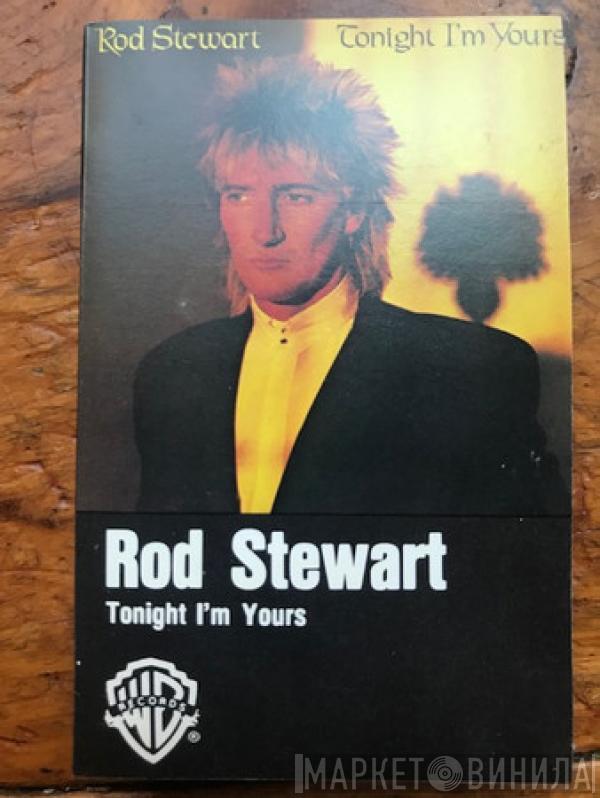 Rod Stewart Tonight I'm Yours
Rod Stewart
Tonight I'm Yours
WB
RECORDS
®
МАРКЕТ ВИНИЛА